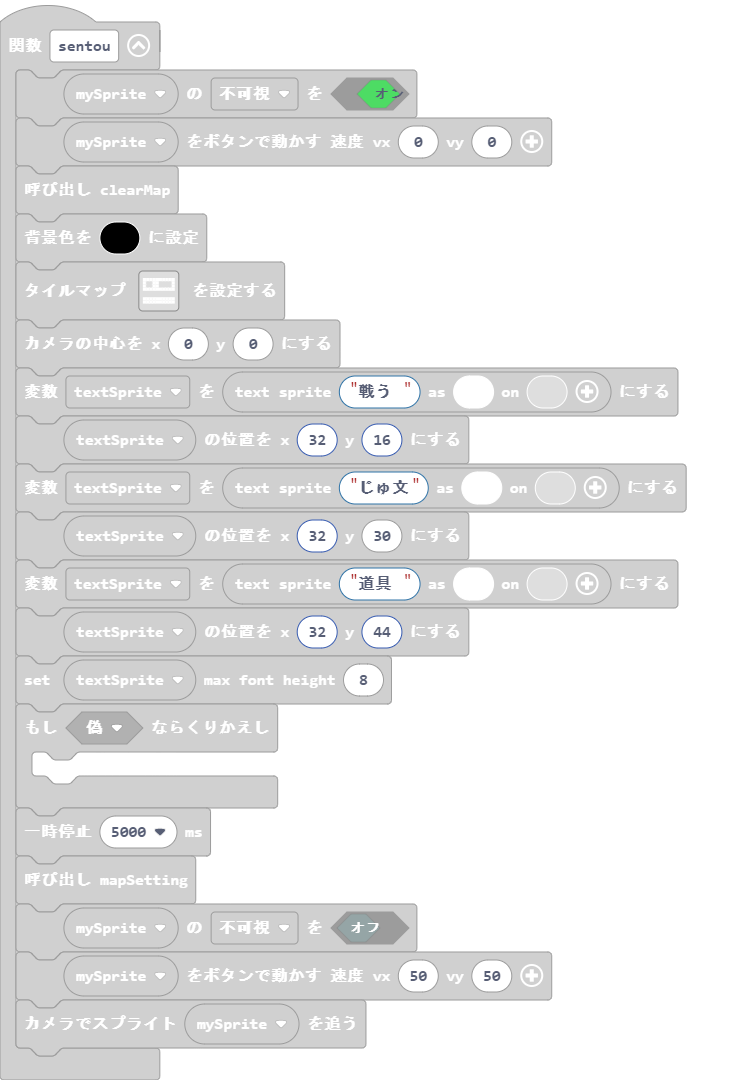 関数 sentou
mySprite の 不可視 を オン
mySprite をボタンで動かす 速度 vx 0 vy 0
呼び出し clearMap
背景色を に設定
タイルマップ を設定する
カメラの中心を x 0 y 0 にする
変数 textSprite を text sprite "戦う " as on にする
textSprite の位置を x 32 y 16 にする
変数 textSprite を text sprite "じゅ文" as on にする
textSprite の位置を x 32 y 30 にする
変数 textSprite を text sprite "道具 " as on にする
textSprite の位置を x 32 y 44 にする
set textSprite max font height 8
もし 偽 ならくりかえし
一時停止 5000 ms
呼び出し mapSetting
mySprite の 不可視 を オフ
mySprite をボタンで動かす 速度 vx 50 vy 50
カメラでスプライト mySprite を追う